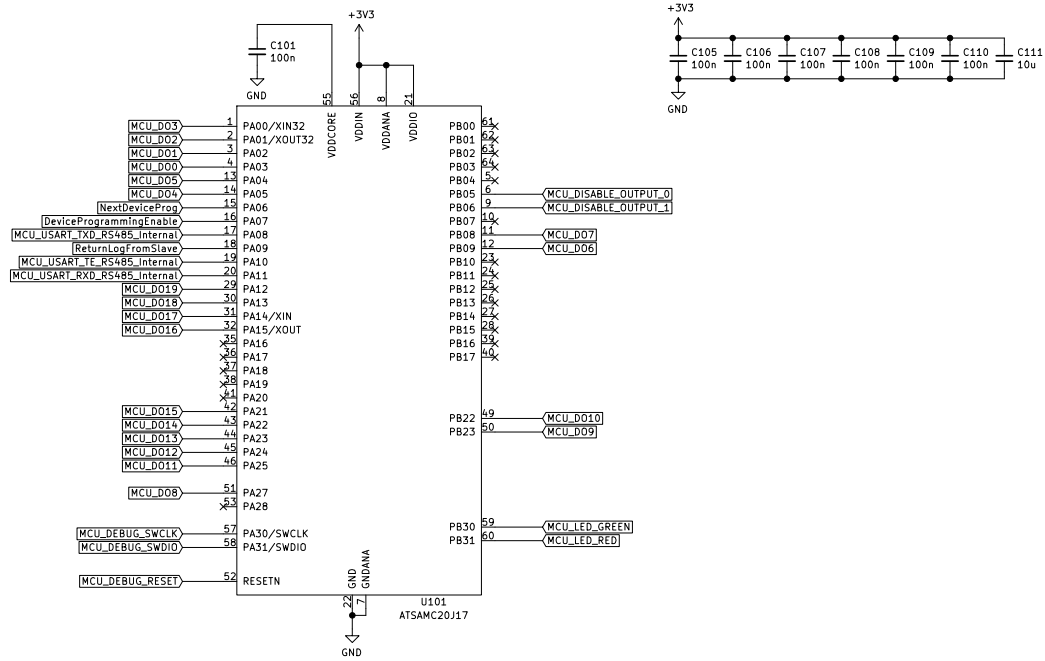 +3V3
C101
100n
GND
+3V3
C105
100n
C106
100n
C107
100n
C108
100n
C109
100n
C110
100n
C111
10u
GND
55 VDDCORE
56 VDDIN
8 VDDANA
21 VDDIO
MCU_DO3 1 PA00/XIN32
MCU_DO2 2 PA01/XOUT32
MCU_DO1 3 PA02
MCU_DO0 4 PA03
MCU_DO5 13 PA04
MCU_DO4 14 PA05
NextDeviceProg 15 PA06
DeviceProgrammingEnable 16 PA07
MCU_USART_TXD_RS485_Internal 17 PA08
ReturnLogFromSlave 18 PA09
MCU_USART_TE_RS485_Internal 19 PA10
MCU_USART_RXD_RS485_Internal 20 PA11
MCU_DO19 29 PA12
MCU_DO18 30 PA13
MCU_DO17 31 PA14/XIN
MCU_DO16 32 PA15/XOUT
35 PA16
36 PA17
37 PA18
38 PA19
41 PA20
MCU_DO15 42 PA21
MCU_DO14 43 PA22
MCU_DO13 44 PA23
MCU_DO12 45 PA24
MCU_DO11 46 PA25
MCU_DO8 51 PA27
53 PA28
MCU_DEBUG_SWCLK 57 PA30/SWCLK
MCU_DEBUG_SWDIO 58 PA31/SWDIO
MCU_DEBUG_RESET 52 RESETN
PB00 61
PB01 62
PB02 63
PB03 64
PB04 5
PB05 6 MCU_DISABLE_OUTPUT_0
PB06 9 MCU_DISABLE_OUTPUT_1
PB07 10
PB08 11 MCU_DO7
PB09 12 MCU_DO6
PB10 23
PB11 24
PB12 25
PB13 26
PB14 27
PB15 28
PB16 39
PB17 40
PB22 49 MCU_DO10
PB23 50 MCU_DO9
PB30 59 MCU_LED_GREEN
PB31 60 MCU_LED_RED
22 GND
7 GNDANA
U101
ATSAMC20J17
GND